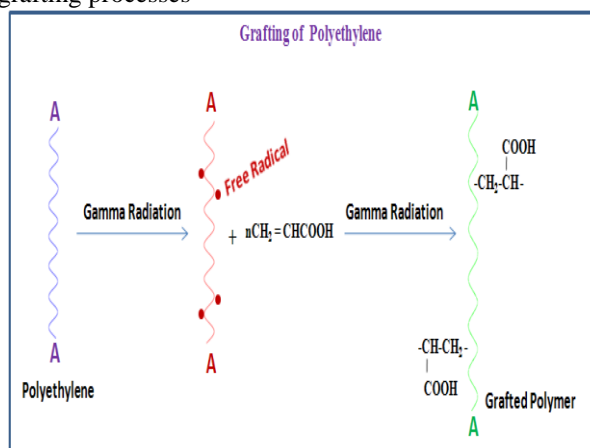 grafting processes
Grafting of Polyethylene
A
A
A
COOH
|
-CH₂-CH-
Free Radical
Gamma Radiation
+ nCH₂=CHCOOH
Gamma Radiation
-CH-CH₂-
|
COOH
A
A
Polyethylene
Grafted Polymer
A